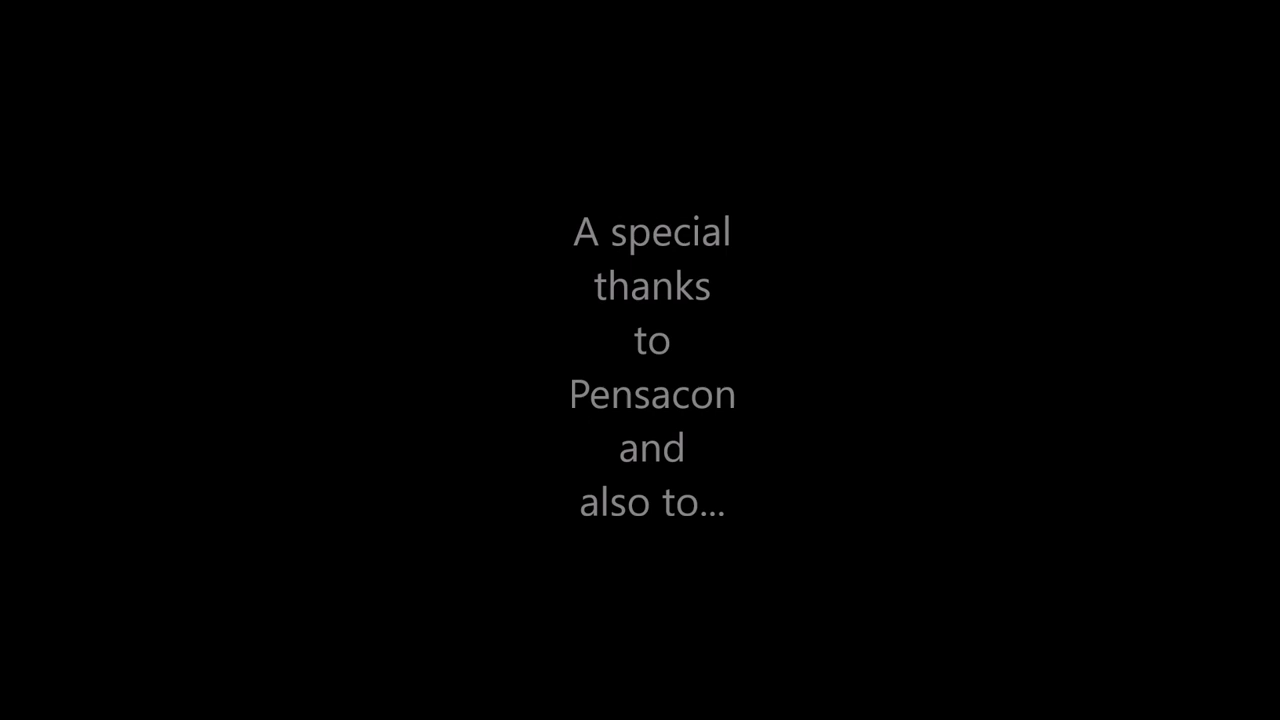 A special
thanks
to
Pensacon
and
also to...